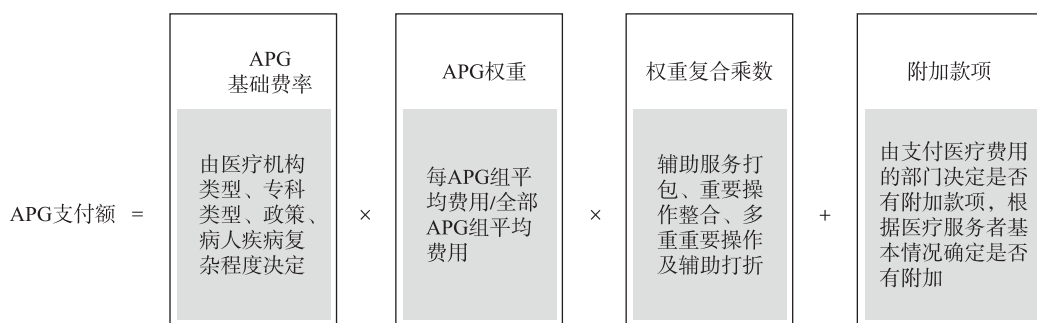 APG支付额 =
APG
基础费率
由医疗机构
类型、专科
类型、政策、
病人疾病复
杂程度决定
×
APG权重
每APG组平
均费用/全部
APG组平均
费用
×
权重复合乘数
辅助服务打
包、重要操
作整合、多
重重要操作
及辅助打折
+
附加款项
由支付医疗费用
的部门决定是否
有附加款项，根
据医疗服务者基
本情况确定是否
有附加